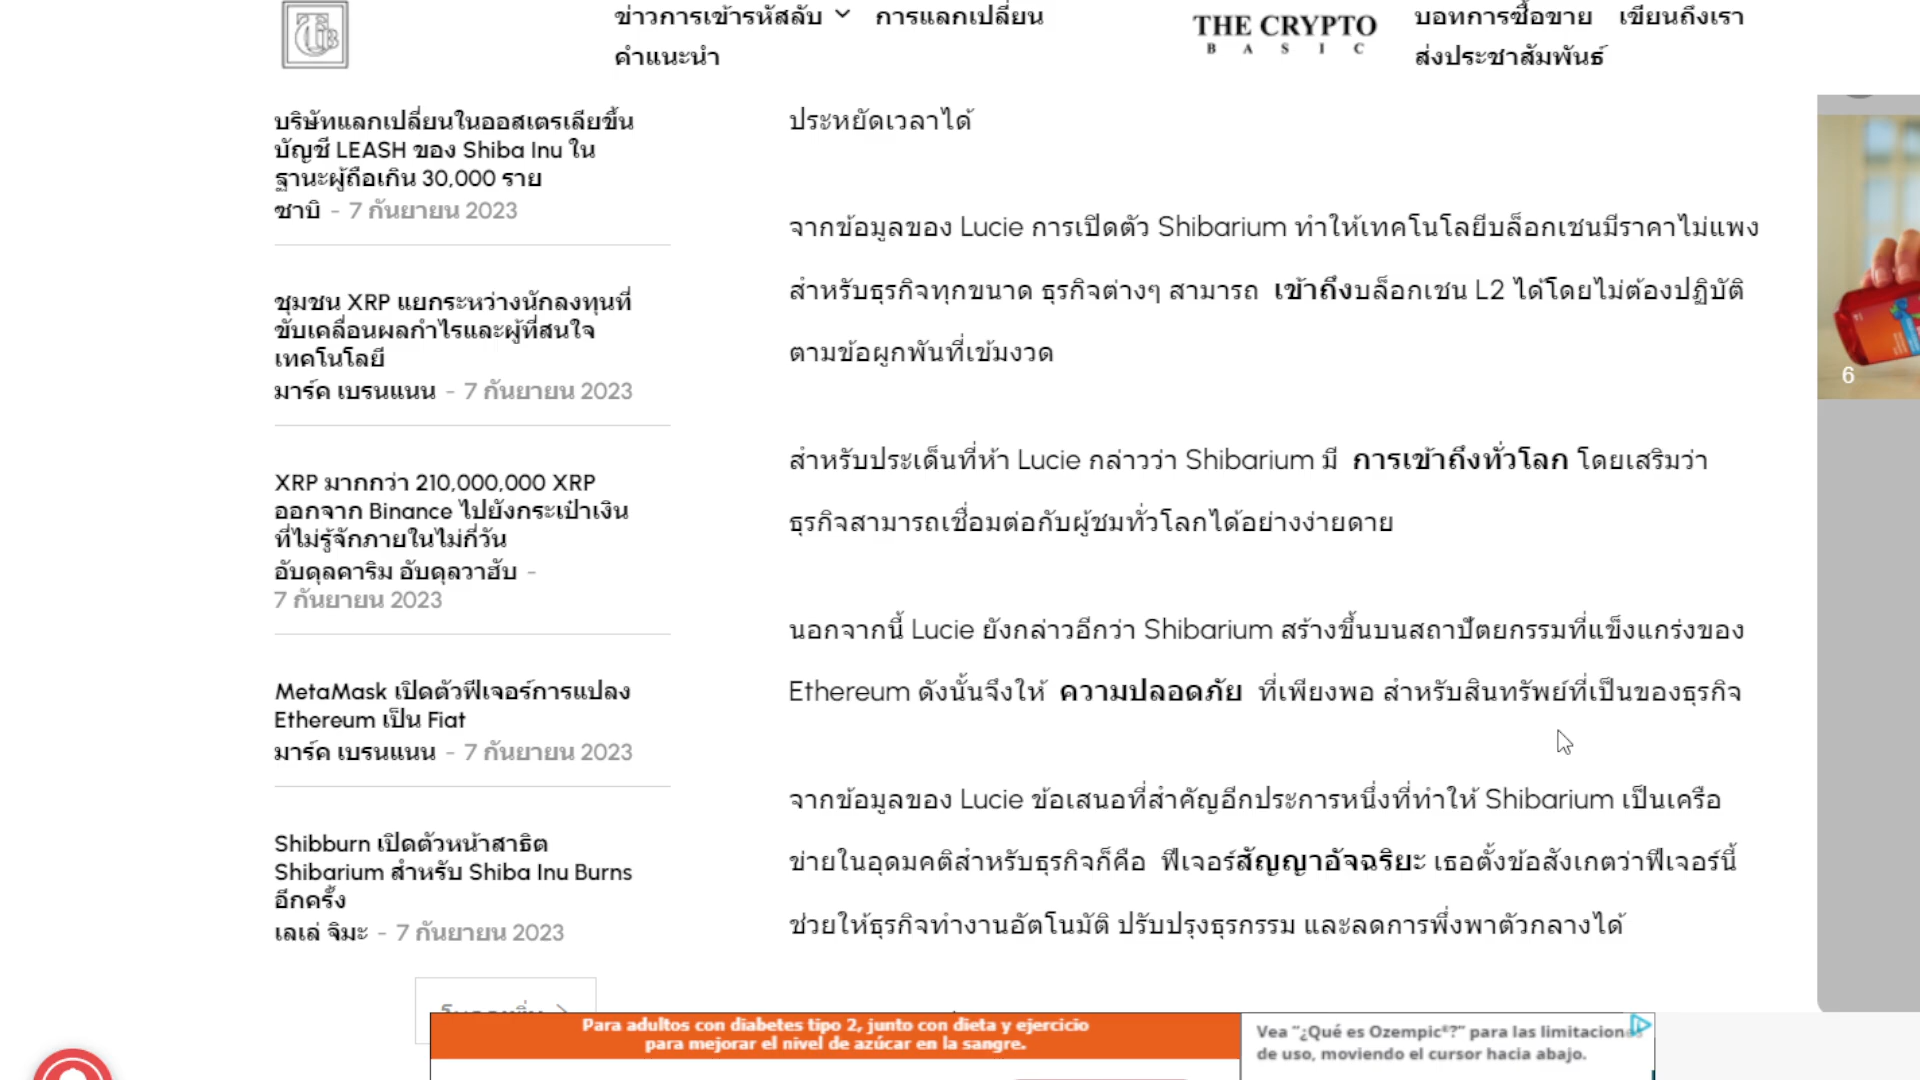 ข่าวการเข้ารหัสลับ
การแลกเปลี่ยน
คำแนะนำ
THE CRYPTO
BASIC
บอทการซื้อขาย
เขียนถึงเรา
ส่งประชาสัมพันธ์
บริษัทแลกเปลี่ยนในออสเตรเลียขึ้น
บัญชี LEASH ของ Shiba Inu ใน
ฐานะผู้ถือเกิน 30,000 ราย
ซาบิ - 7 กันยายน 2023
ชุมชน XRP แยกระหว่างนักลงทุนที่
ขับเคลื่อนผลกำไรและผู้ที่สนใจ
เทคโนโลยี
มาร์ค เบรนแนน - 7 กันยายน 2023
XRP มากกว่า 210,000,000 XRP
ออกจาก Binance ไปยังกระเป๋าเงิน
ที่ไม่รู้จักภายในไม่กี่วัน
อับดุลคาริม อับดุลวาฮับ -
7 กันยายน 2023
MetaMask เปิดตัวฟีเจอร์การแปลง
Ethereum เป็น Fiat
มาร์ค เบรนแนน - 7 กันยายน 2023
Shibburn เปิดตัวหน้าสาธิต
Shibarium สำหรับ Shiba Inu Burns
อีกครั้ง
เลเล่ จิมะ - 7 กันยายน 2023
ประหยัดเวลาได้
จากข้อมูลของ Lucie การเปิดตัว Shibarium ทำให้เทคโนโลยีบล็อกเชนมีราคาไม่แพง
สำหรับธุรกิจทุกขนาด ธุรกิจต่างๆ สามารถ เข้าถึงบล็อกเชน L2 ได้โดยไม่ต้องปฏิบัติ
ตามข้อผูกพันที่เข้มงวด
สำหรับประเด็นที่ห้า Lucie กล่าวว่า Shibarium มี การเข้าถึงทั่วโลก โดยเสริมว่า
ธุรกิจสามารถเชื่อมต่อกับผู้ชมทั่วโลกได้อย่างง่ายดาย
นอกจากนี้ Lucie ยังกล่าวอีกว่า Shibarium สร้างขึ้นบนสถาปัตยกรรมที่แข็งแกร่งของ
Ethereum ดังนั้นจึงให้ ความปลอดภัย ที่เพียงพอ สำหรับสินทรัพย์ที่เป็นของธุรกิจ
จากข้อมูลของ Lucie ข้อเสนอที่สำคัญอีกประการหนึ่งที่ทำให้ Shibarium เป็นเครือ
ข่ายในอุดมคติสำหรับธุรกิจก็คือ ฟีเจอร์สัญญาอัจฉริยะ เธอตั้งข้อสังเกตว่าฟีเจอร์นี้
ช่วยให้ธุรกิจทำงานอัตโนมัติ ปรับปรุงธุรกรรม และลดการพึ่งพาตัวกลางได้
6
Para adultos con diabetes tipo 2, junto con dieta y ejercicio
para mejorar el nivel de azúcar en la sangre.
Vea "¿Qué es Ozempic®?" para las
de uso, moviendo el cursor hacia abajo.